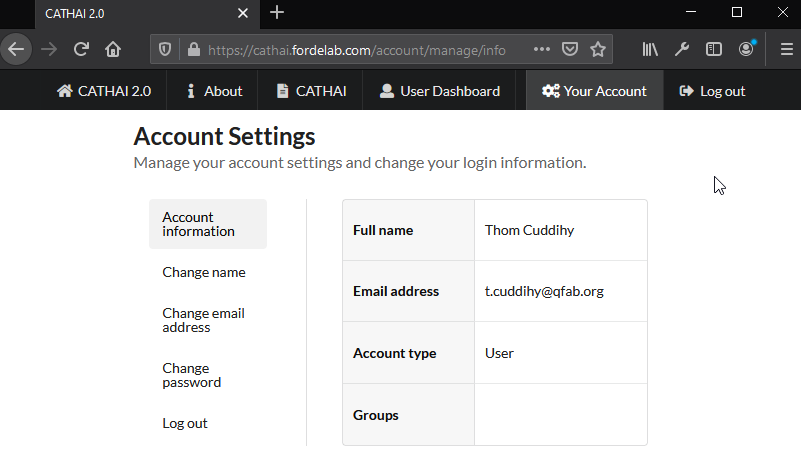 CATHAI 2.0
https://cathai.fordelab.com/account/manage/info
CATHAI 2.0 About CATHAI User Dashboard Your Account Log out
Account Settings
Manage your account settings and change your login information.
Account
information
Change name
Change email
address
Change
password
Log out
Full name Thom Cuddihy
Email address t.cuddihy@qfab.org
Account type User
Groups